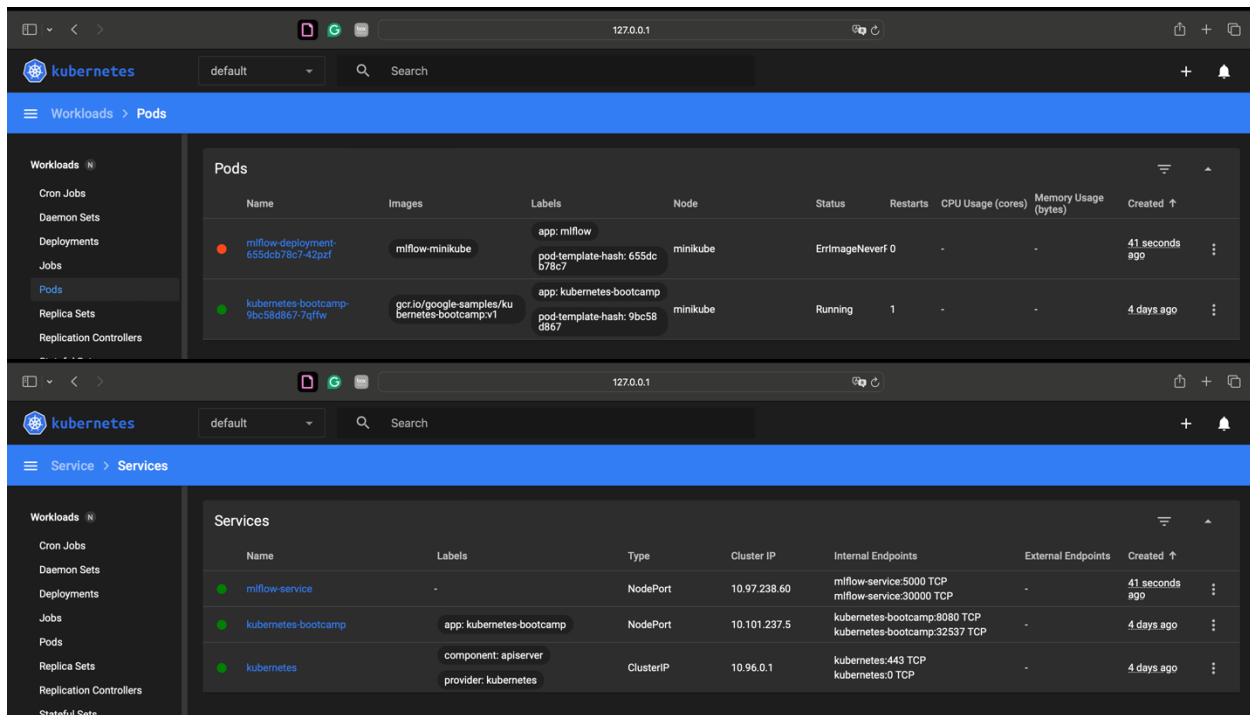 127.0.0.1
kubernetes
default
Search
Workloads > Pods
Workloads N
Cron Jobs
Daemon Sets
Deployments
Jobs
Pods
Replica Sets
Replication Controllers
Pods
Name Images Labels Node Status Restarts CPU Usage (cores) Memory Usage (bytes) Created
mlflow-deployment-
655dcb78c7-42pzf
mlflow-minikube
app: mlflow
pod-template-hash: 655dc
b78c7
minikube
ErrImageNeverF 0 - -
41 seconds
ago
kubernetes-bootcamp-
9bc58d867-7qffw
gcr.io/google-samples/ku
bernetes-bootcamp:v1
app: kubernetes-bootcamp
pod-template-hash: 9bc58
d867
minikube
Running 1 - -
4 days ago
127.0.0.1
kubernetes
default
Search
Service > Services
Workloads N
Cron Jobs
Daemon Sets
Deployments
Jobs
Pods
Replica Sets
Replication Controllers
Stateful Sets
Services
Name Labels Type Cluster IP Internal Endpoints External Endpoints Created
mlflow-service - NodePort 10.97.238.60
mlflow-service:5000 TCP
mlflow-service:30000 TCP
-
41 seconds
ago
kubernetes-bootcamp
app: kubernetes-bootcamp
NodePort 10.101.237.5
kubernetes-bootcamp:8080 TCP
kubernetes-bootcamp:32537 TCP
-
4 days ago
kubernetes
component: apiserver
provider: kubernetes
ClusterIP 10.96.0.1
kubernetes:443 TCP
kubernetes:0 TCP
-
4 days ago